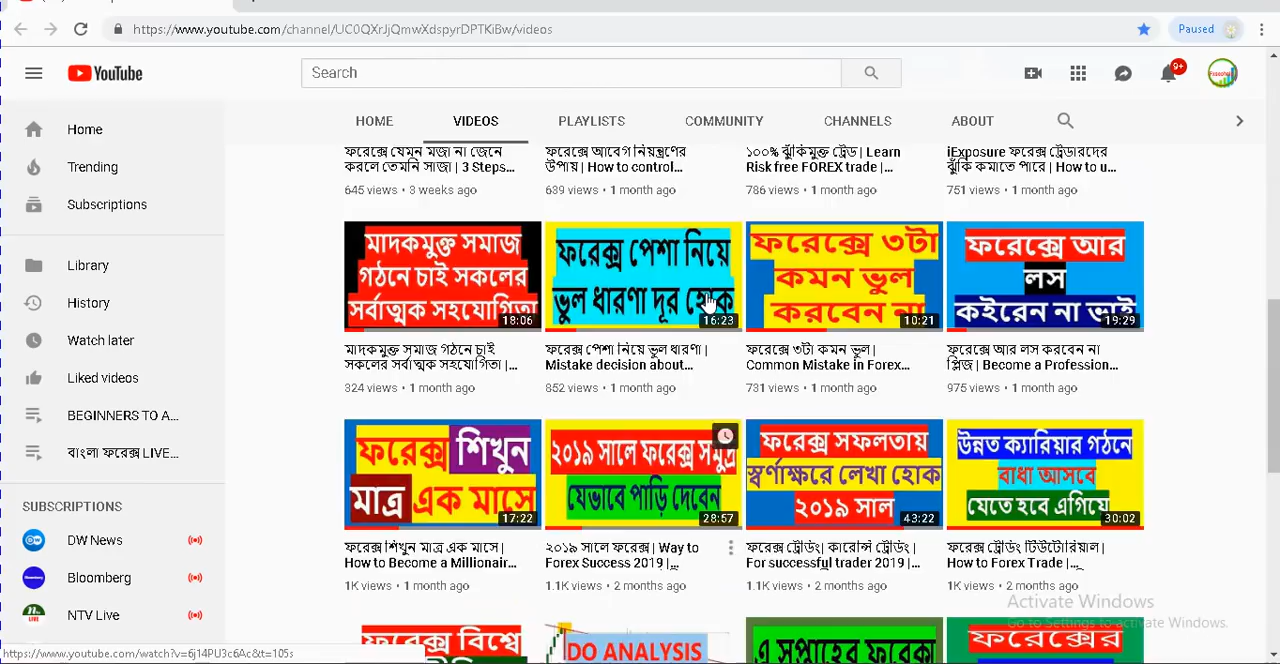 https://www.youtube.com/channel/UC0QXrJjQmwXdspyrDPTKiBw/videos
Paused
YouTube
Search
9+
HOME
VIDEOS
PLAYLISTS
COMMUNITY
CHANNELS
ABOUT
Home
Trending
Subscriptions
Library
History
Watch later
Liked videos
BEGINNERS TO A...
বাংলা ফরেক্স LIVE...
SUBSCRIPTIONS
DW News
Bloomberg
NTV Live
ফরেক্সে যেমন মজা না জেনে
করলে তেমনি সাজা | 3 Steps...
645 views • 3 weeks ago
ফরেক্সে আবেগ নিয়ন্ত্রণের
উপায় | How to control...
639 views • 1 month ago
১০০% ঝুঁকিমুক্ত ট্রেড | Learn
Risk free FOREX trade |...
786 views • 1 month ago
iExposure ফরেক্স ট্রেডারদের
ঝুঁকি কমাতে পারে | How to u...
751 views • 1 month ago
মাদকমুক্ত সমাজ
গঠনে চাই সকলের
সর্বাত্মক সহযোগিতা
18:06
মাদকমুক্ত সমাজ গঠনে চাই
সকলের সর্বাত্মক সহযোগিতা |...
324 views • 1 month ago
ফরেক্স পেশা নিয়ে
ভুল ধারণা দূর হোক
16:23
ফরেক্স পেশা নিয়ে ভুল ধারণা |
Mistake decision about...
852 views • 1 month ago
ফরেক্সে ৩টা
কমন ভুল
করবেন না
10:21
ফরেক্সে ৩টা কমন ভুল |
Common Mistake in Forex...
731 views • 1 month ago
ফরেক্সে আর
লস
কইরেন না ভাই
19:29
ফরেক্সে আর লস করবেন না
প্লিজ | Become a Profession...
975 views • 1 month ago
ফরেক্স শিখুন
মাত্র এক মাসে
17:22
ফরেক্স শিখুন মাত্র এক মাসে |
How to Become a Millionair...
1K views • 1 month ago
২০১৯ সালে ফরেক্স সমুদ্র
যেভাবে পাড়ি দেবেন
28:57
২০১৯ সালে ফরেক্স | Way to
Forex Success 2019 |...
1.1K views • 2 months ago
ফরেক্স সফলতায়
স্বর্ণাক্ষরে লেখা হোক
২০১৯ সাল
43:22
ফরেক্স ট্রেডিং | কারেন্সি ট্রেডিং |
For successful trader 2019 |...
1.1K views • 2 months ago
উন্নত ক্যারিয়ার গঠনে
বাধা আসবে
যেতে হবে এগিয়ে
30:02
ফরেক্স ট্রেডিং টিউটোরিয়াল |
How to Forex Trade |...
1K views • 2 months ago
Activate Windows
Go to Settings to activate Windows.
ফরেক্স বিশ্বে
DO ANALYSIS
এ সপ্তাহের ফরেক্স
ফরেক্সের
https://www.youtube.com/watch?v=6j14PU3c6Ac&t=105s